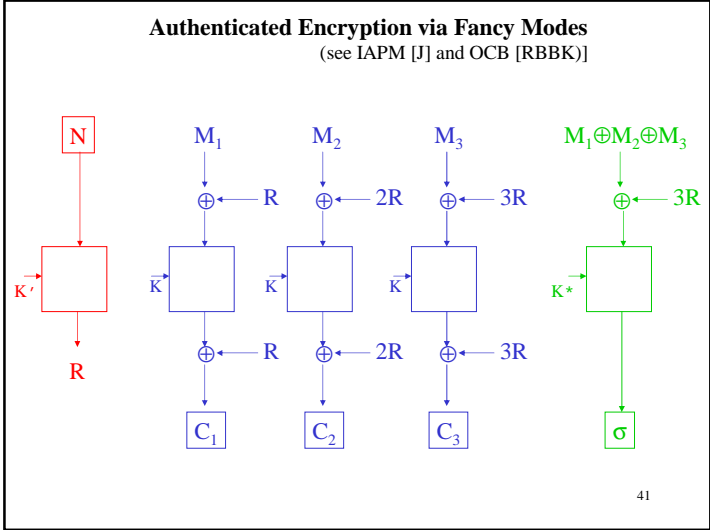 Authenticated Encryption via Fancy Modes
(see IAPM [J] and OCB [RBBK)]
N M₁ M₂ M₃ M₁⊕M₂⊕M₃
⊕ R ⊕ 2R ⊕ 3R ⊕ 3R
K′ K K K K*
⊕ R ⊕ 2R ⊕ 3R
R
C₁ C₂ C₃ σ
41